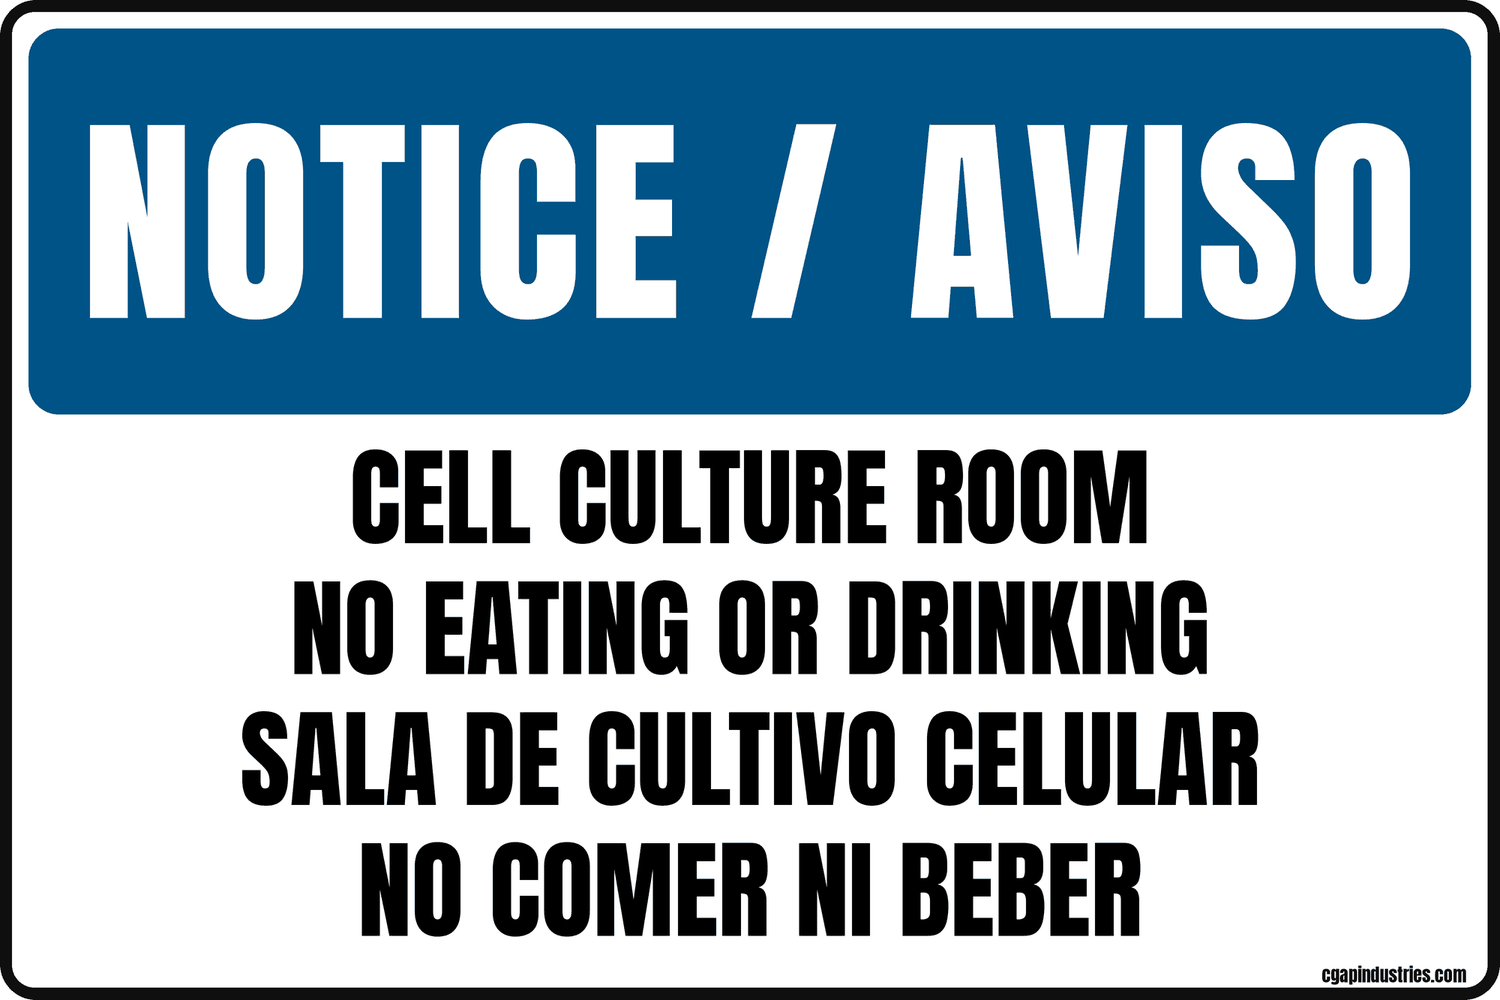 NOTICE / AVISO
CELL CULTURE ROOM
NO EATING OR DRINKING
SALA DE CULTIVO CELULAR
NO COMER NI BEBER
cgapindustries.com